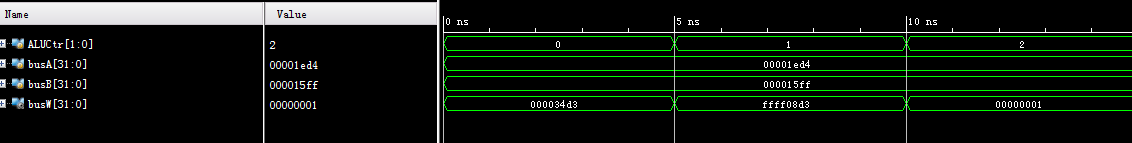 Name Value 0 ns 5 ns 10 ns
ALUCtr[1:0] 2 0 1 2
busA[31:0] 00001ed4 00001ed4
busB[31:0] 000015ff 000015ff
busW[31:0] 00000001 000034d3 ffff08d3 00000001